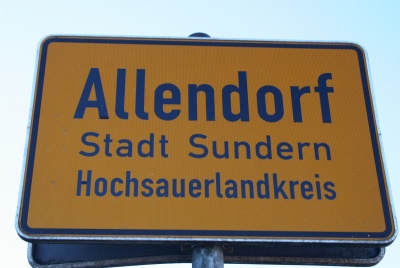 Allendorf
Stadt Sundern
Hochsauerlandkreis